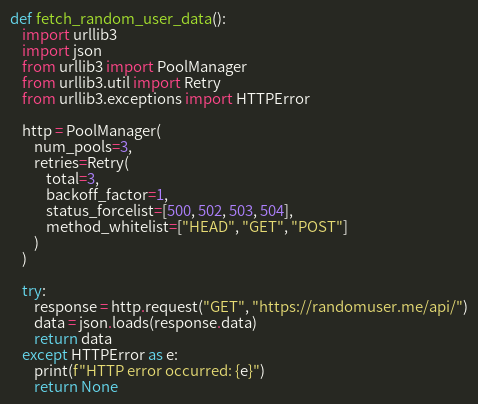 def fetch_random_user_data():
    import urllib3
    import json
    from urllib3 import PoolManager
    from urllib3.util import Retry
    from urllib3.exceptions import HTTPError

    http = PoolManager(
        num_pools=3,
        retries=Retry(
            total=3,
            backoff_factor=1,
            status_forcelist=[500, 502, 503, 504],
            method_whitelist=["HEAD", "GET", "POST"]
        )
    )

    try:
        response = http.request("GET", "https://randomuser.me/api/")
        data = json.loads(response.data)
        return data
    except HTTPError as e:
        print(f"HTTP error occurred: {e}")
        return None